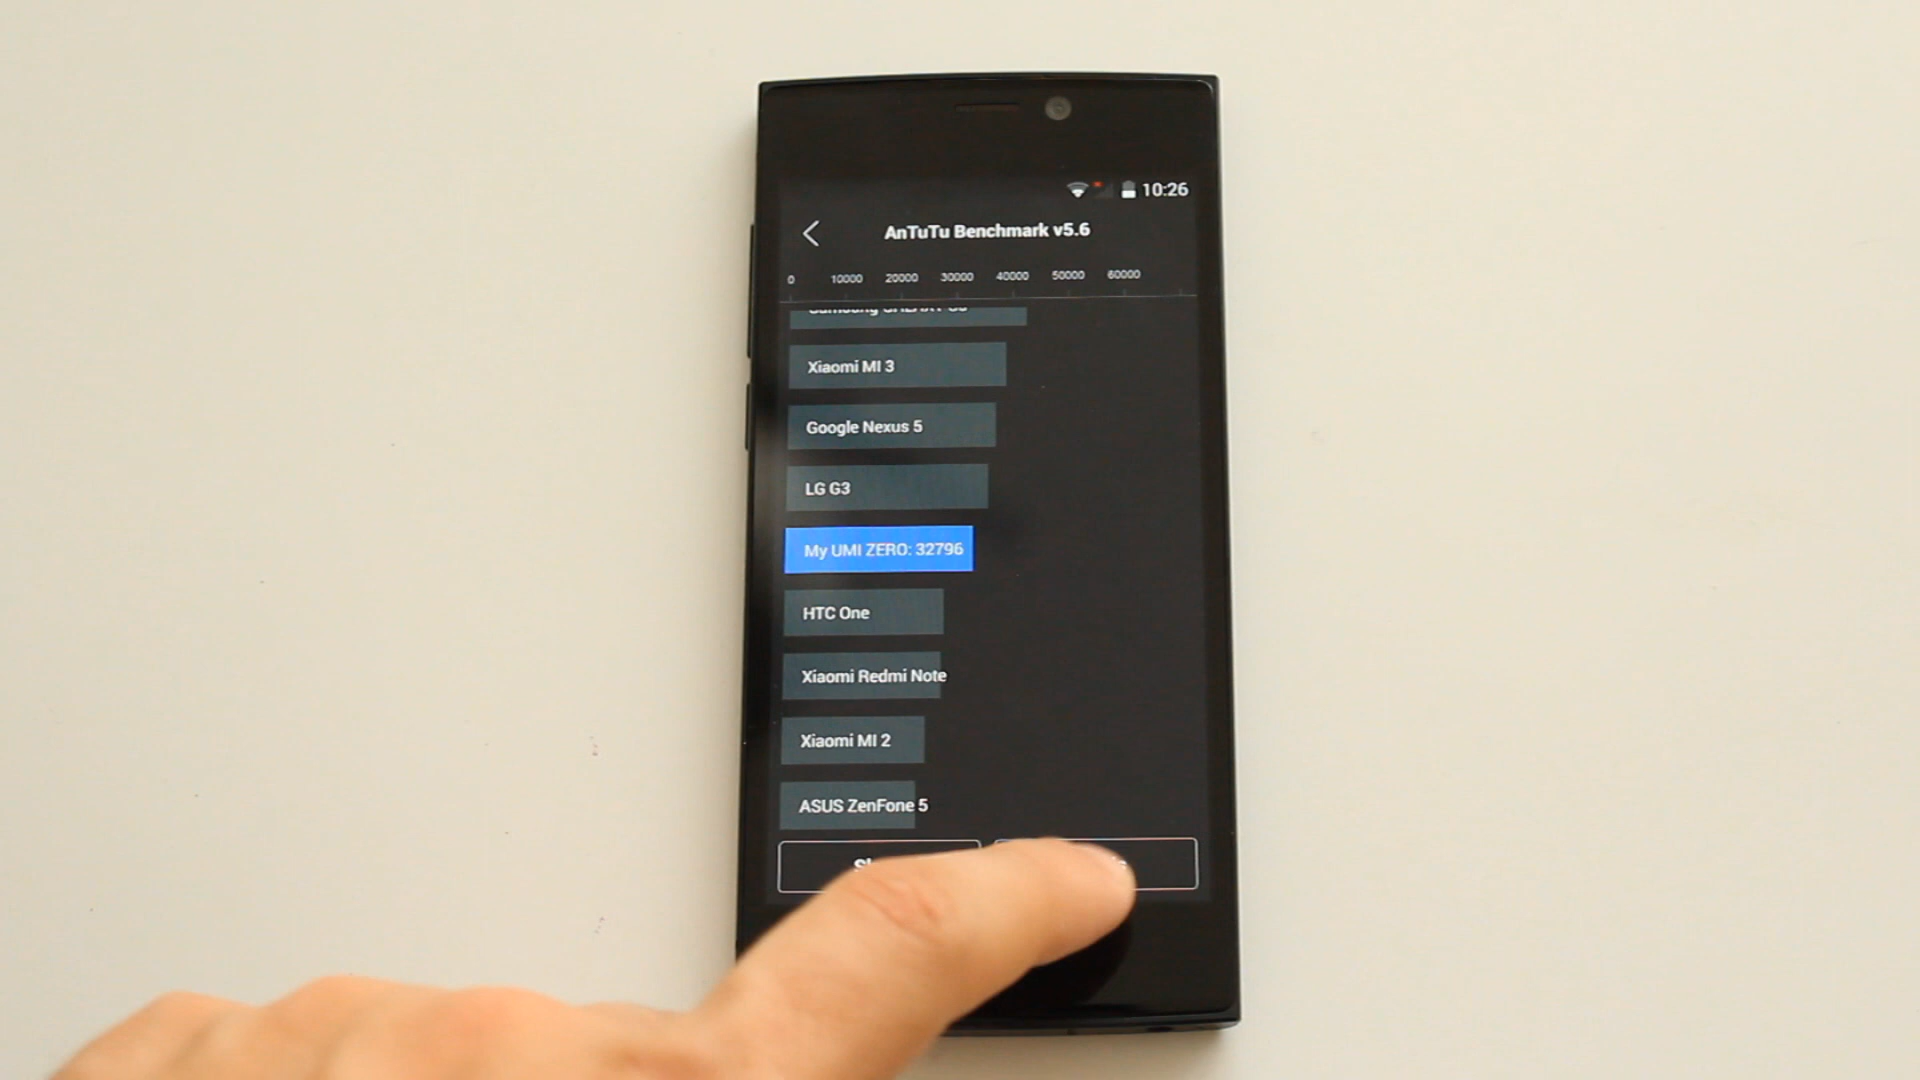 10:26
AnTuTu Benchmark v5.6
0 10000 20000 30000 40000 50000 60000
Xiaomi MI 3
Google Nexus 5
LG G3
My UMI ZERO: 32796
HTC One
Xiaomi Redmi Note
Xiaomi MI 2
ASUS ZenFone 5